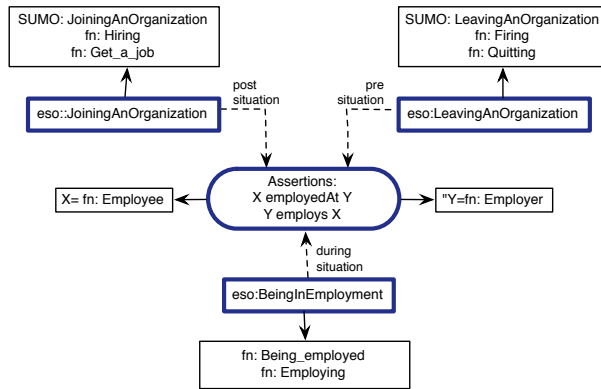 SUMO: JoiningAnOrganization
fn: Hiring
fn: Get_a_job
SUMO: LeavingAnOrganization
fn: Firing
fn: Quitting
eso::JoiningAnOrganization
post
situation
pre
situation
eso:LeavingAnOrganization
Assertions:
X employedAt Y
Y employs X
X= fn: Employee
"Y=fn: Employer
during
situation
eso:BeingInEmployment
fn: Being_employed
fn: Employing